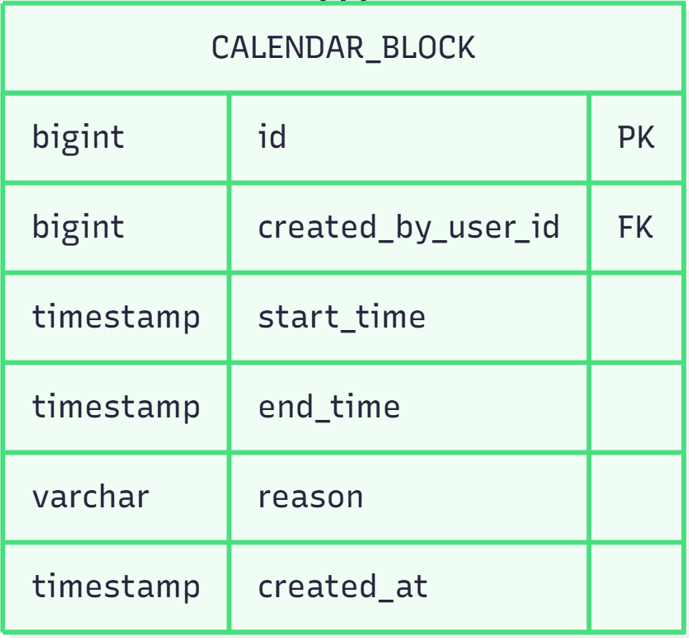 CALENDAR_BLOCK
bigint id PK
bigint created_by_user_id FK
timestamp start_time
timestamp end_time
varchar reason
timestamp created_at